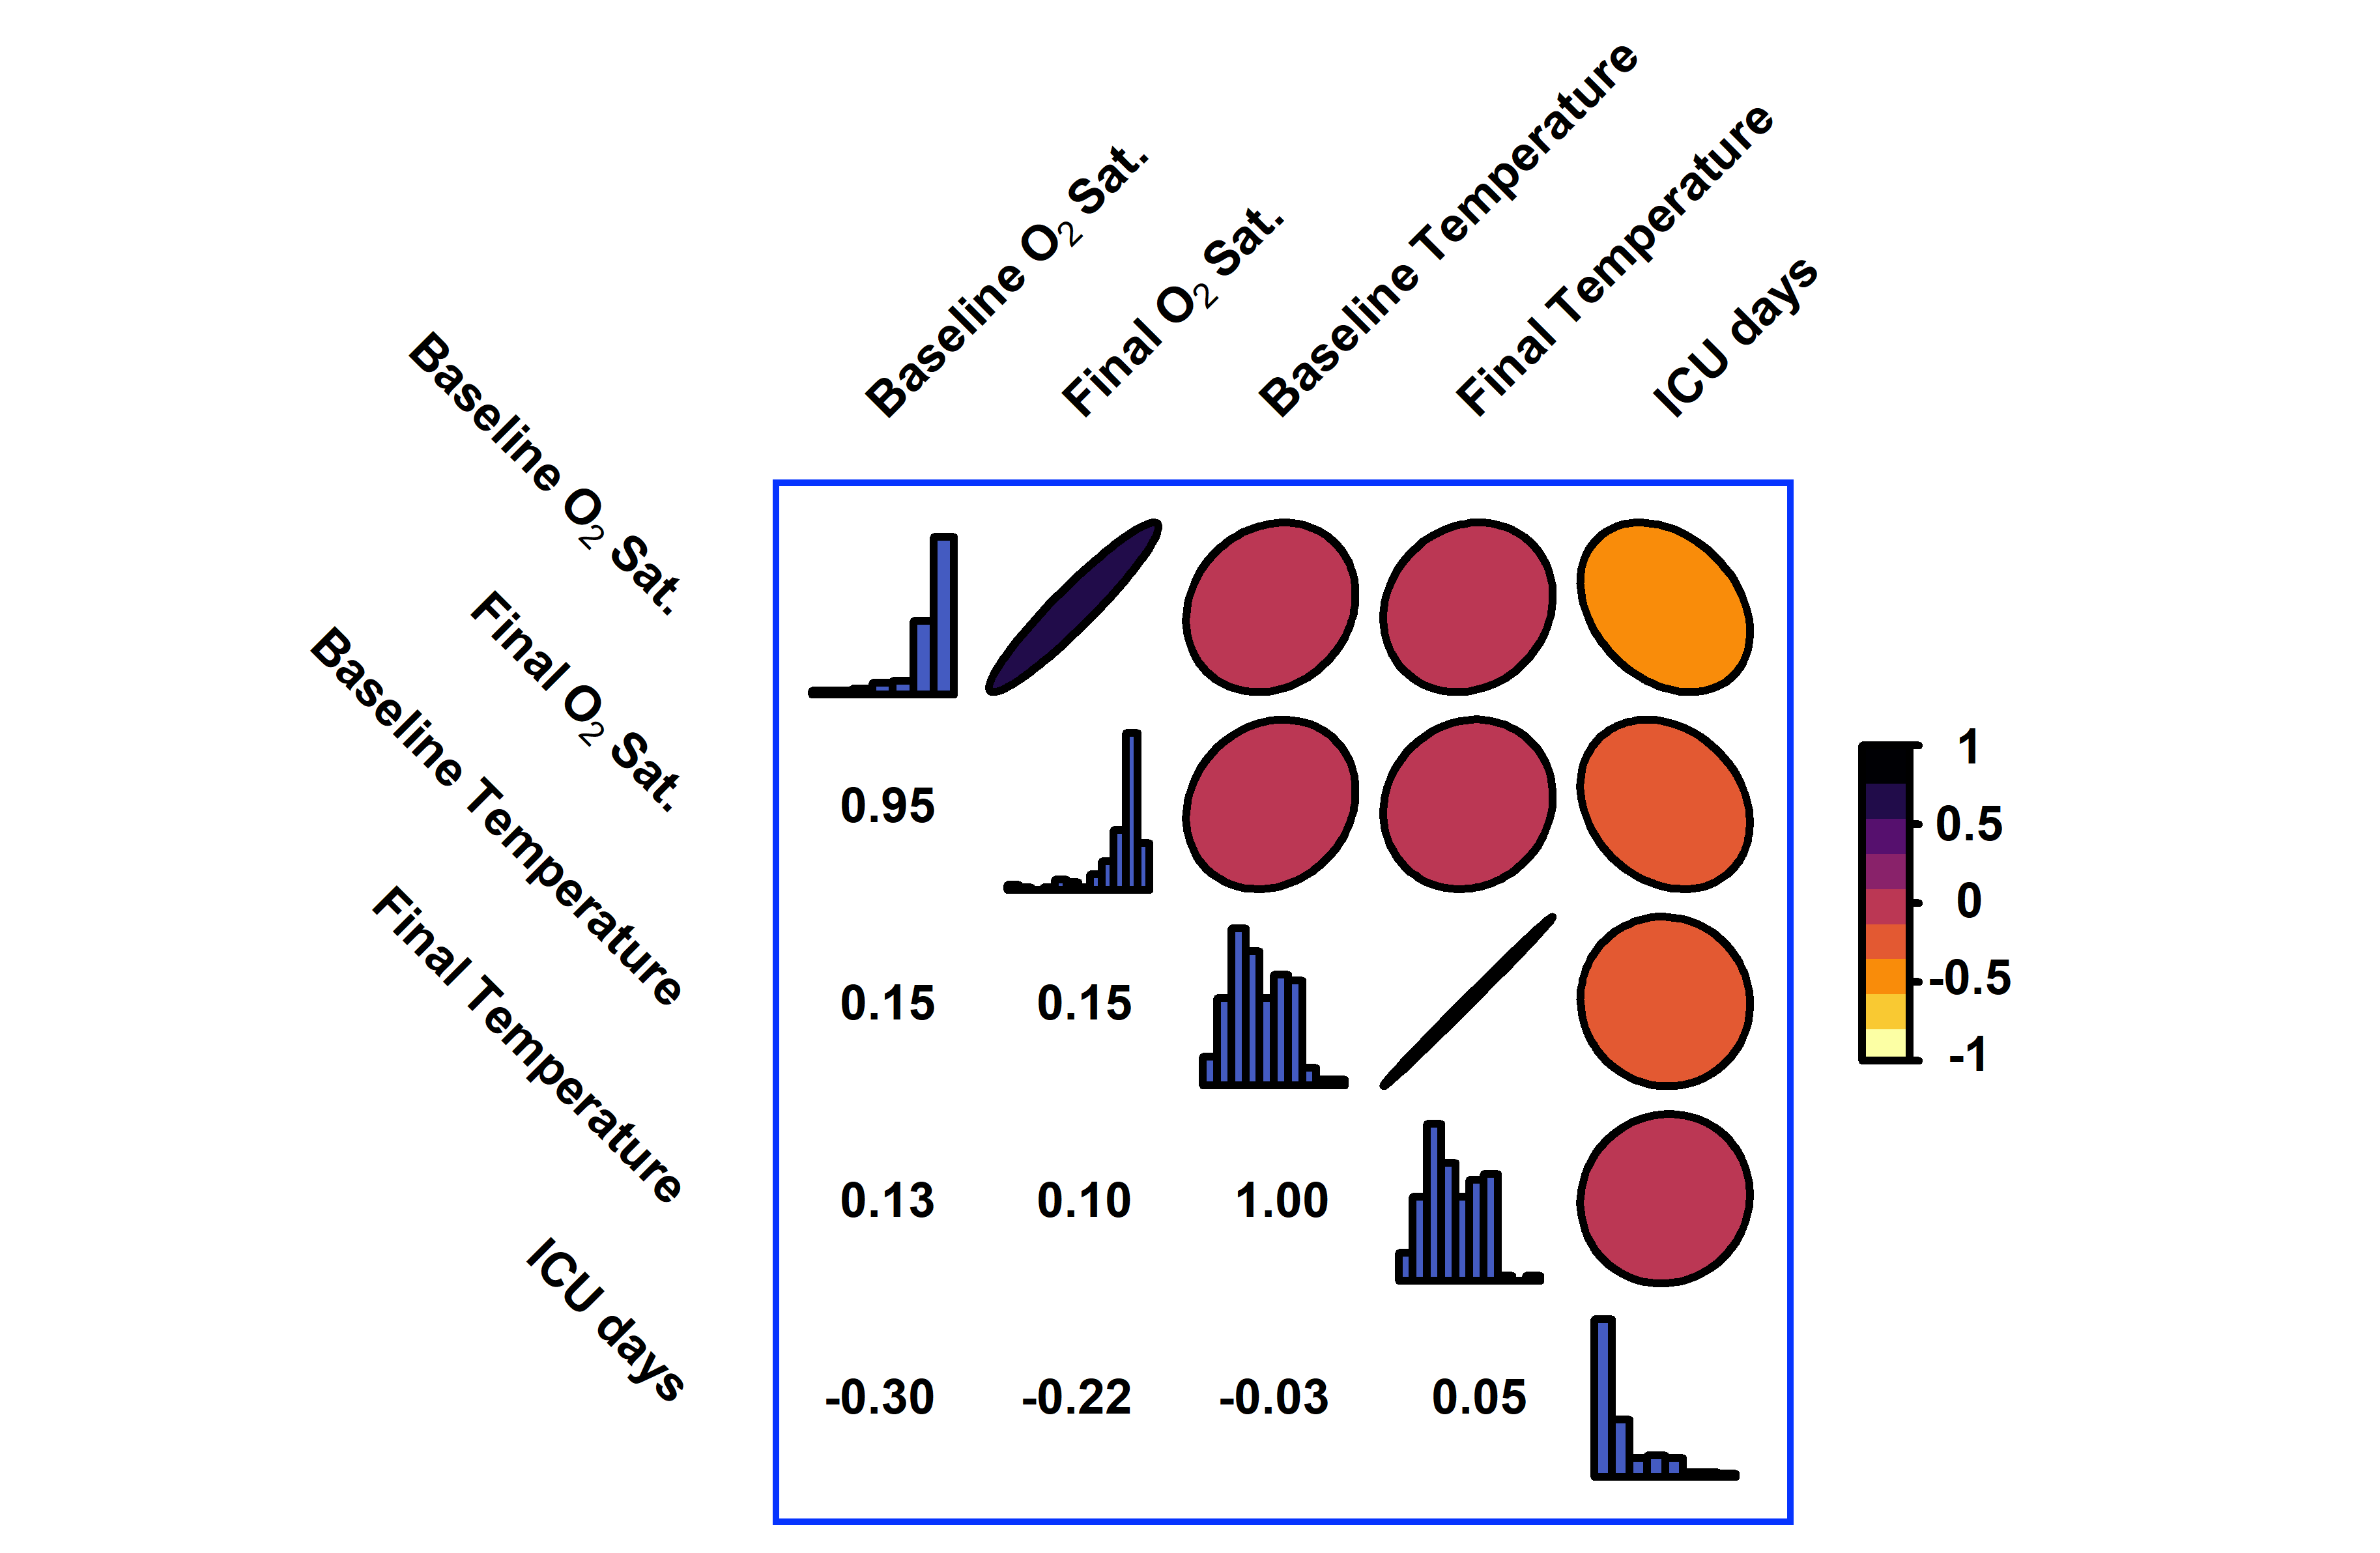 Baseline O₂ Sat.
Final O₂ Sat.
Baseline Temperature
Final Temperature
ICU days
Baseline O₂ Sat.
Final O₂ Sat.
Baseline Temperature
Final Temperature
ICU days
0.95
0.15 0.15
0.13 0.10 1.00
-0.30 -0.22 -0.03 0.05
1
0.5
0
-0.5
-1